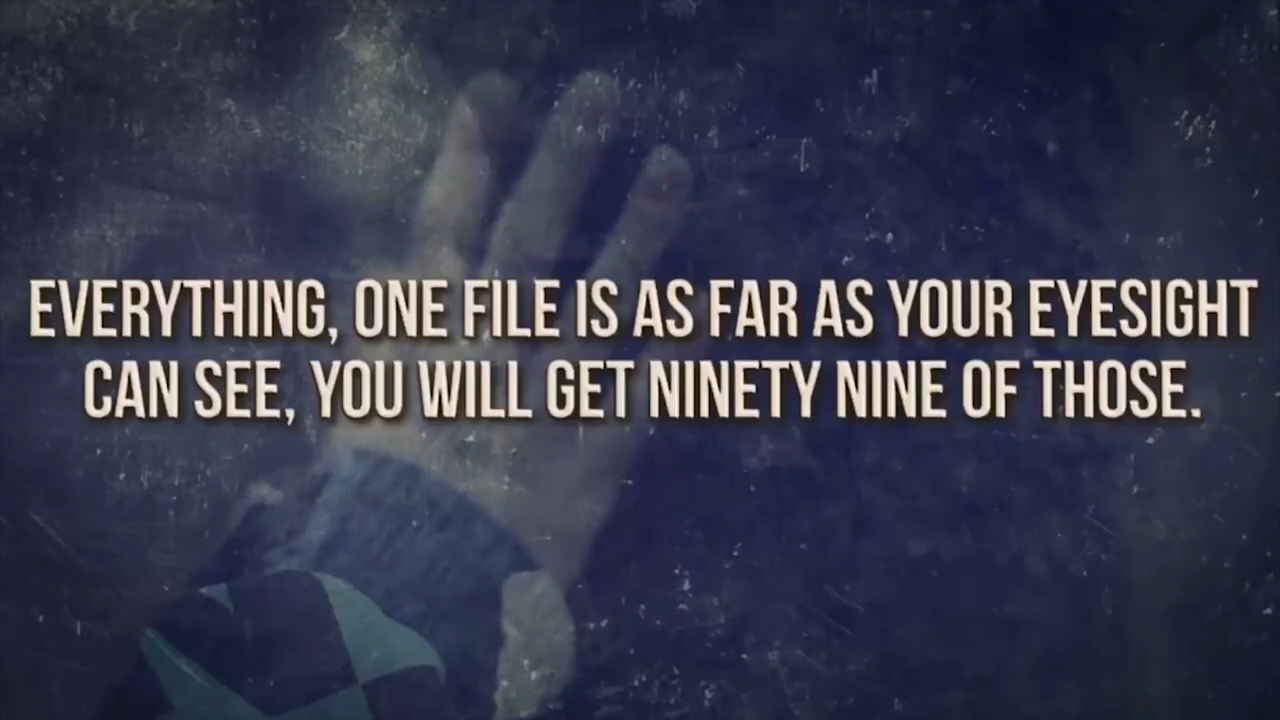 EVERYTHING, ONE FILE IS AS FAR AS YOUR EYESIGHT
CAN SEE, YOU WILL GET NINETY NINE OF THOSE.